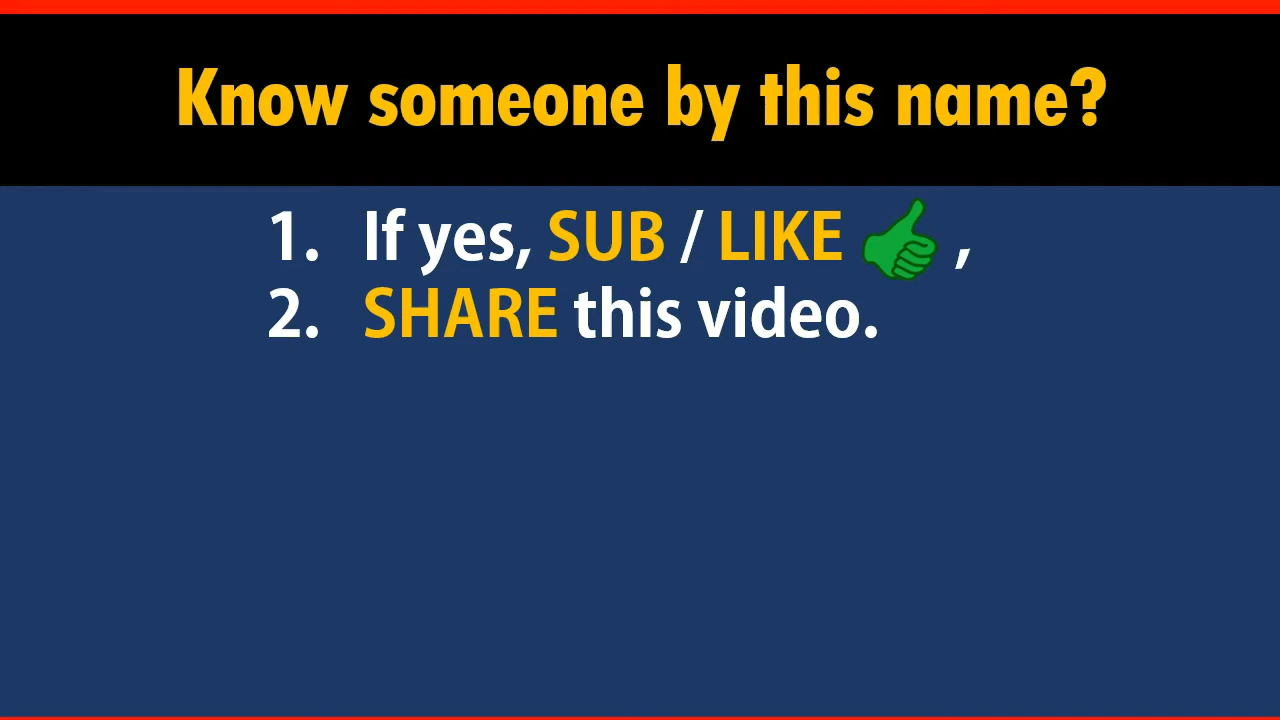 Know someone by this name?
1. If yes, SUB / LIKE ,
2. SHARE this video.